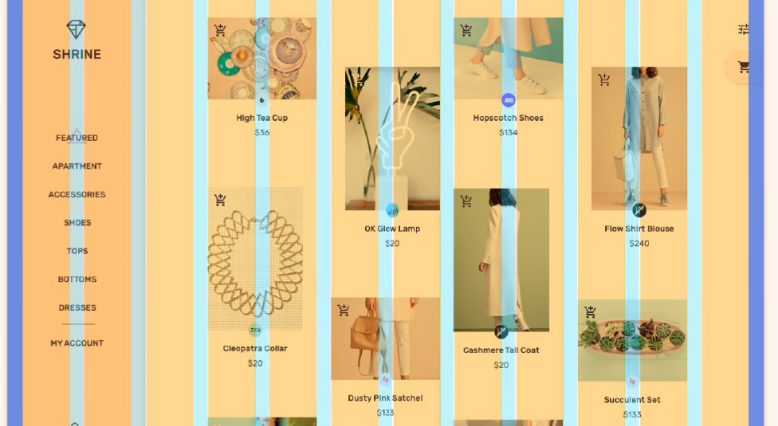 SHRINE
FEATURED
APARTMENT
ACCESSORIES
SHOES
TOPS
BOTTOMS
DRESSES
MY ACCOUNT
High Tea Cup
$36
Cleopatra Collar
$20
OK Glow Lamp
$20
Dusty Pink Satchel
$133
Hopscotch Shoes
$134
Cashmere Tall Coat
$20
Flow Shirt Blouse
$240
Succulent Set
$133